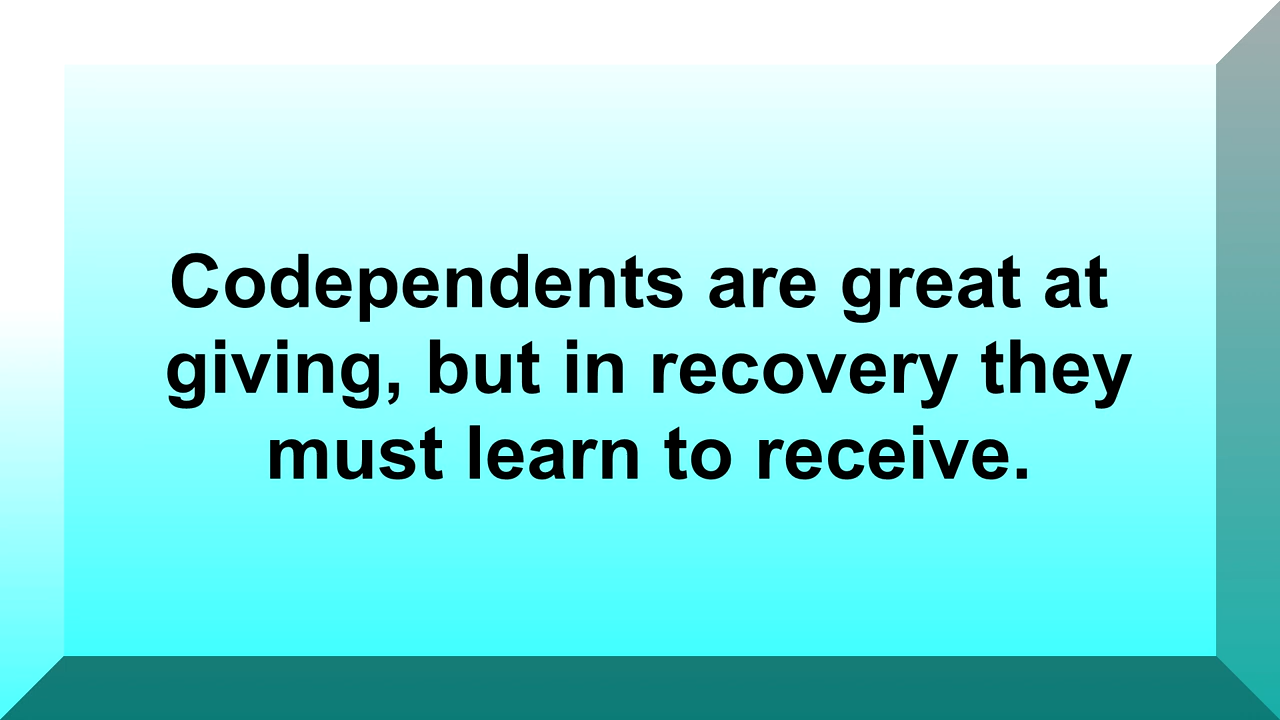 Codependents are great at
giving, but in recovery they
must learn to receive.